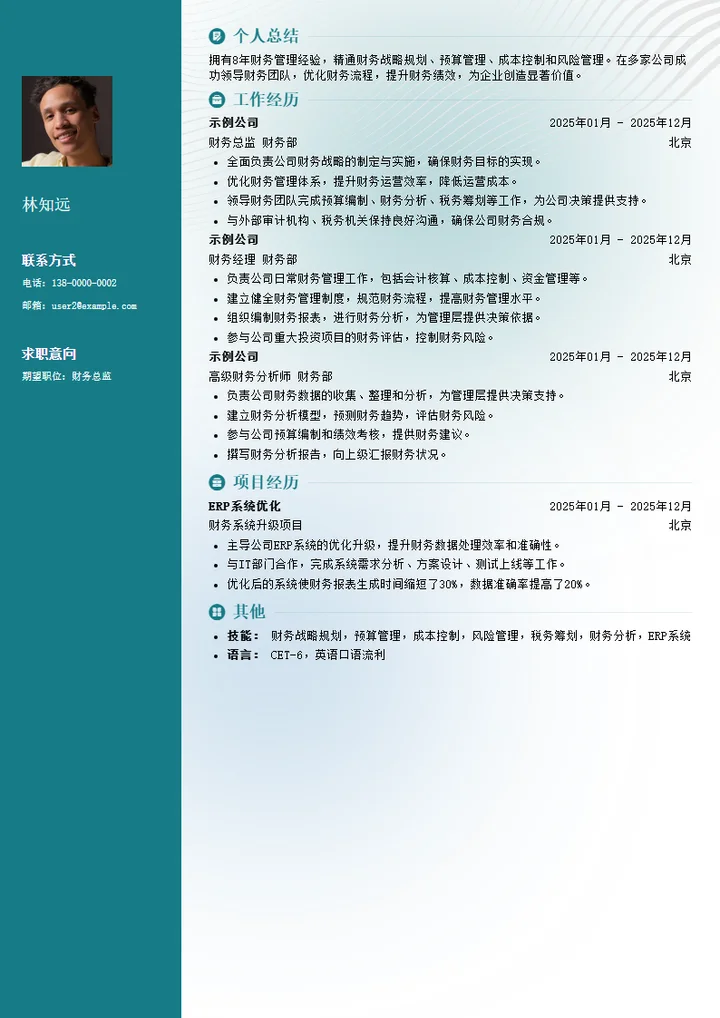 林知远
联系方式
电话：138-0000-0002
邮箱：user2@example.com
求职意向
期望职位：财务总监
个人总结
拥有8年财务管理经验，精通财务战略规划、预算管理、成本控制和风险管理。在多家公司成
功领导财务团队，优化财务流程，提升财务绩效，为企业创造显著价值。
工作经历
示例公司 2025年01月 - 2025年12月
财务总监 财务部 北京
• 全面负责公司财务战略的制定与实施，确保财务目标的实现。
• 优化财务管理体系，提升财务运营效率，降低运营成本。
• 领导财务团队完成预算编制、财务分析、税务筹划等工作，为公司决策提供支持。
• 与外部审计机构、税务机关保持良好沟通，确保公司财务合规。
示例公司 2025年01月 - 2025年12月
财务经理 财务部 北京
• 负责公司日常财务管理工作，包括会计核算、成本控制、资金管理等。
• 建立健全财务管理制度，规范财务流程，提高财务管理水平。
• 组织编制财务报表，进行财务分析，为管理层提供决策依据。
• 参与公司重大投资项目的财务评估，控制财务风险。
示例公司 2025年01月 - 2025年12月
高级财务分析师 财务部 北京
• 负责公司财务数据的收集、整理和分析，为管理层提供决策支持。
• 建立财务分析模型，预测财务趋势，评估财务风险。
• 参与公司预算编制和绩效考核，提供财务建议。
• 撰写财务分析报告，向上级汇报财务状况。
项目经历
ERP系统优化 2025年01月 - 2025年12月
财务系统升级项目 北京
• 主导公司ERP系统的优化升级，提升财务数据处理效率和准确性。
• 与IT部门合作，完成系统需求分析、方案设计、测试上线等工作。
• 优化后的系统使财务报表生成时间缩短了30%，数据准确率提高了20%。
其他
• 技能： 财务战略规划，预算管理，成本控制，风险管理，税务筹划，财务分析，ERP系统
• 语言： CET-6，英语口语流利